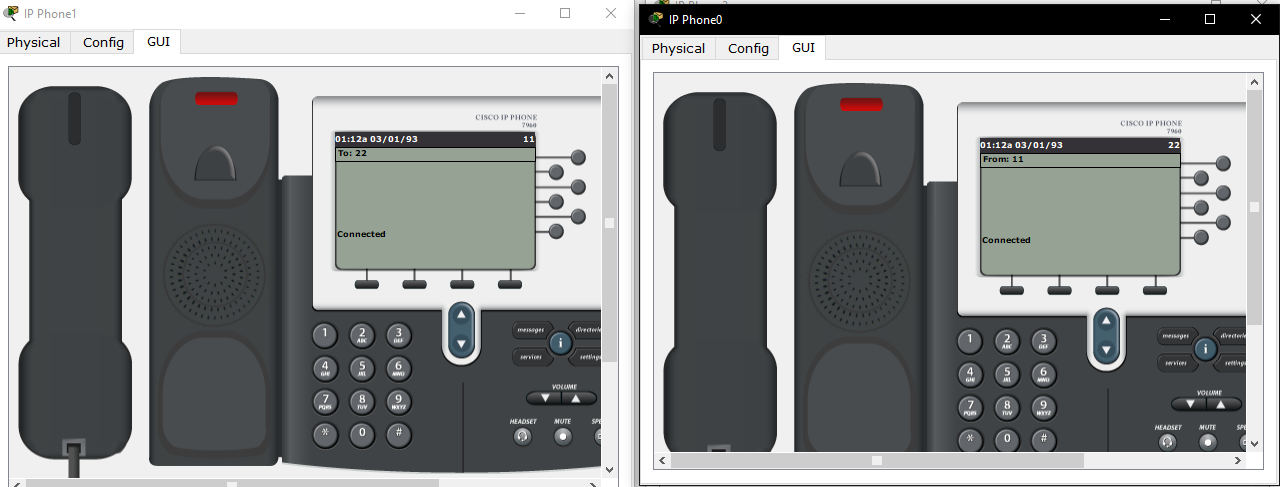 IP Phone1
Physical Config GUI
CISCO IP PHONE
7960
01:12a 03/01/93 11
To: 22
Connected
1 2 3
ABC DEF
4 5 6
GHI JKL MNO
7 8 9
PQRS TUV WXYZ
* 0 #
messages directorie
i
services setting
VOLUME
HEADSET MUTE SPE
IP Phone0
Physical Config GUI
CISCO IP PHONE
7960
01:12a 03/01/93 22
From: 11
Connected
1 2 3
ABC DEF
4 5 6
GHI JKL MNO
7 8 9
PQRS TUV WXYZ
* 0 #
messages directorie
i
services setting
VOLUME
HEADSET MUTE SPE